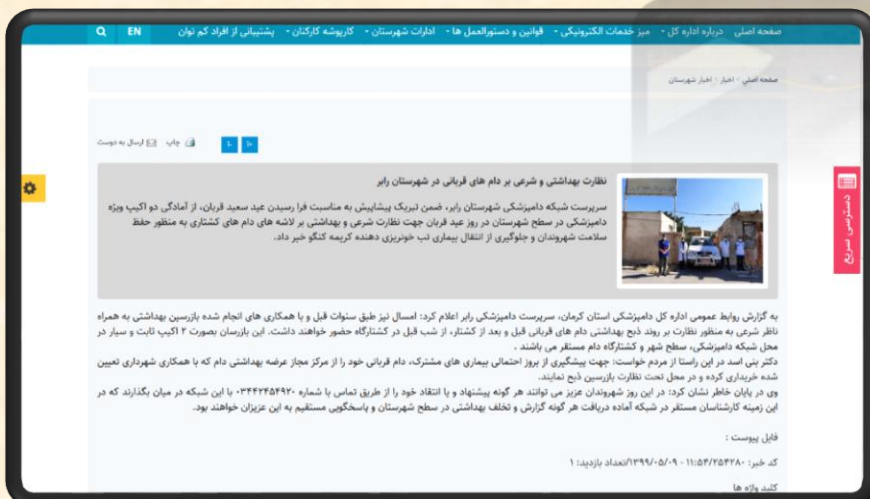 صفحه اصلی درباره اداره کل میز خدمات الکترونیکی قوانین و دستورالعمل ها ادارات شهرستان کارپوشه کارکنان پشتیبانی از افراد کم توان EN
صفحه اصلي > اخبار > اخبار شهرستان
ارسال به دوست چاپ
نظارت بهداشتی و شرعی بر دام های قربانی در شهرستان رابر
سرپرست شبکه دامپزشکی شهرستان رابر، ضمن تبریک پیشاپیش به مناسبت فرا رسیدن عید سعید قربان، از آمادگی دو اکیپ ویژه
دامپزشکی در سطح شهرستان در روز عید قربان جهت نظارت شرعی و بهداشتی بر لاشه های دام های کشتاری به منظور حفظ
سلامت شهروندان و جلوگیری از انتقال بیماری تب خونریزی دهنده کریمه کنگو خبر داد.
دسترسی سریع
به گزارش روابط عمومی اداره کل دامپزشکی استان کرمان، سرپرست دامپزشکی رابر اعلام کرد: امسال نیز طبق سنوات قبل و با همکاری های انجام شده بازرسین بهداشتی به همراه
ناظر شرعی به منظور نظارت بر روند ذبح بهداشتی دام های قربانی قبل و بعد از کشتار، از شب قبل در کشتارگاه حضور خواهند داشت. این بازرسان بصورت ۲ اکیپ ثابت و سیار در
محل شبکه دامپزشکی، سطح شهر و کشتارگاه دام مستقر می باشند .
دکتر بنی اسد در این راستا از مردم خواست: جهت پیشگیری از بروز احتمالی بیماری های مشترک، دام قربانی خود را از مرکز مجاز عرضه بهداشتی دام که با همکاری شهرداری تعیین
شده خریداری کرده و در محل تحت نظارت بازرسین ذبح نمایند.
وی در پایان خاطر نشان کرد: در این روز شهروندان عزیز می توانند هر گونه پیشنهاد و یا انتقاد خود را از طریق تماس با شماره ۰۳۴۴۲۴۵۴۹۲۰ با این شبکه در میان بگذارند که در
این زمینه کارشناسان مستقر در شبکه آماده دریافت هر گونه گزارش و تخلف بهداشتی در سطح شهرستان و پاسخگویی مستقیم به این عزیزان خواهند بود.
فایل پیوست :
کد خبر: ۱۱:۵۴/۲۵۴۲۸۰ - ۱۳۹۹/۰۵/۰۹/تعداد بازدید: ۱
کلید واژه ها